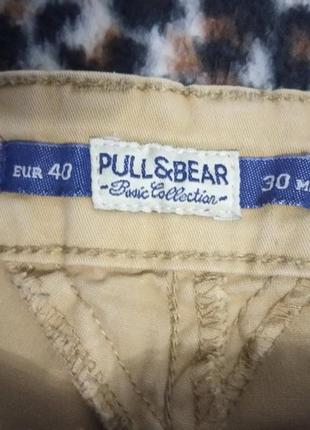 EUR 40
PULL&BEAR
- Basic Collection -
30 M